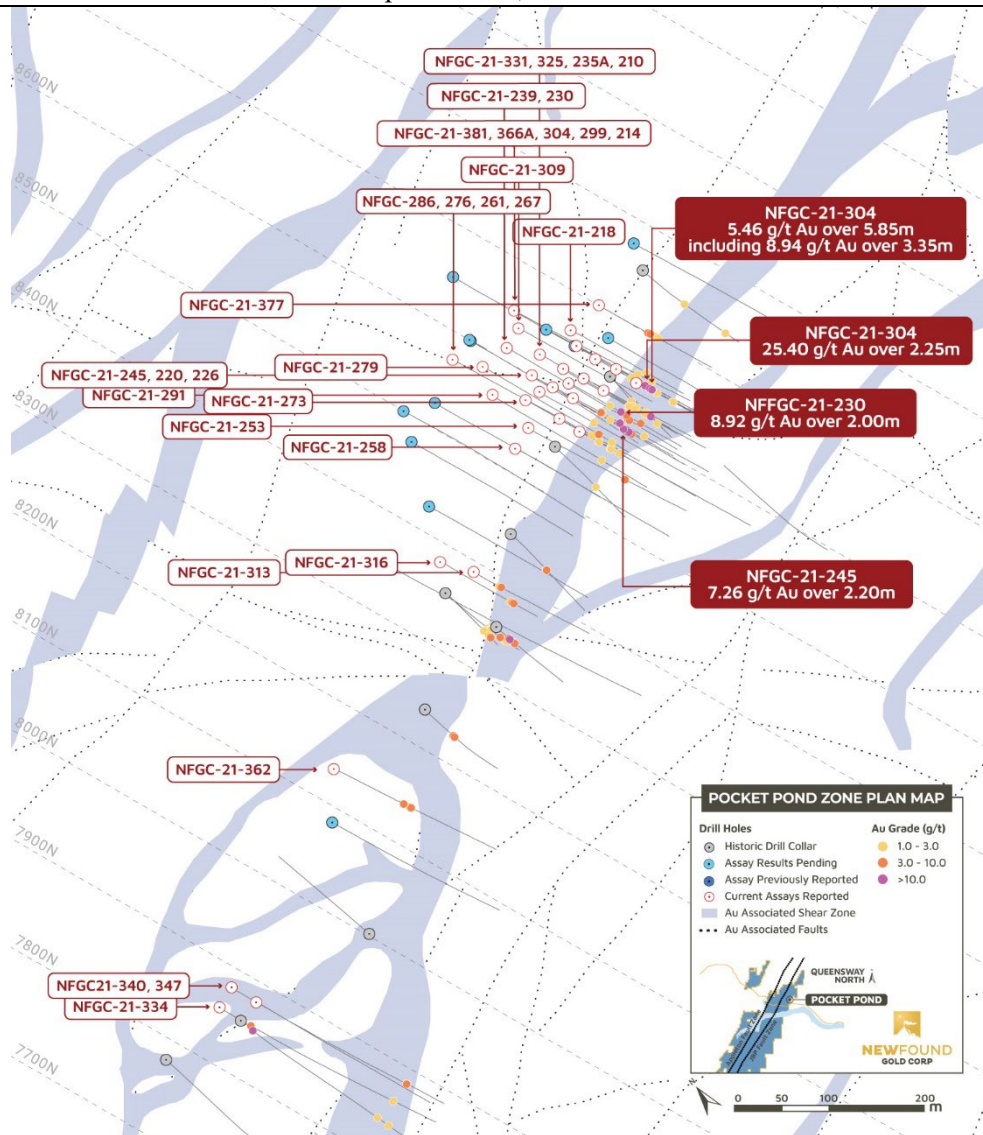 8600N
NFGC-21-331, 325, 235A, 210
NFGC-21-239, 230
NFGC-21-381, 366A, 304, 299, 214
NFGC-21-309
NFGC-286, 276, 261, 267
NFGC-21-218
8500N
NFGC-21-304
5.46 g/t Au over 5.85m
including 8.94 g/t Au over 3.35m
8400N
NFGC-21-377
NFGC-21-304
25.40 g/t Au over 2.25m
NFGC-21-245, 220, 226
NFGC-21-279
NFGC-21-291
NFGC-21-273
8300N
NFFGC-21-230
8.92 g/t Au over 2.00m
NFGC-21-253
NFGC-21-258
8200N
NFGC-21-316
NFGC-21-313
NFGC-21-245
7.26 g/t Au over 2.20m
8100N
8000N
NFGC-21-362
7900N
POCKET POND ZONE PLAN MAP
Drill Holes
Historic Drill Collar
Assay Results Pending
Assay Previously Reported
Current Assays Reported
Au Associated Shear Zone
Au Associated Faults
Au Grade (g/t)
1.0 - 3.0
3.0 - 10.0
>10.0
7800N
NFGC21-340, 347
NFGC-21-334
7700N
QUEENSWAY
NORTH
POCKET POND
Appleton Fault Zone
JBP Fault Zone
NEWFOUND
GOLD CORP
N
0 50 100 200
m